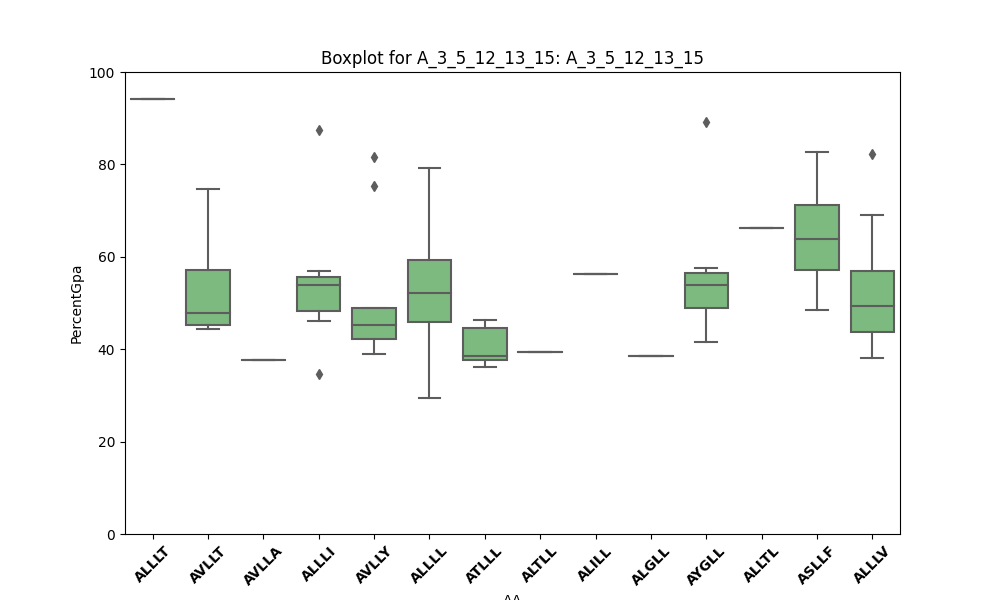 Boxplot for A_3_5_12_13_15: A_3_5_12_13_15
100
80
60
40
20
0
PercentGpa
ALLLT
AVLLT
AVLLA
ALLLI
AVLLY
ALLLL
ATLLL
ALTLL
ALILL
ALGLL
AYGLL
ALLTL
ASLLF
ALLLV
AA